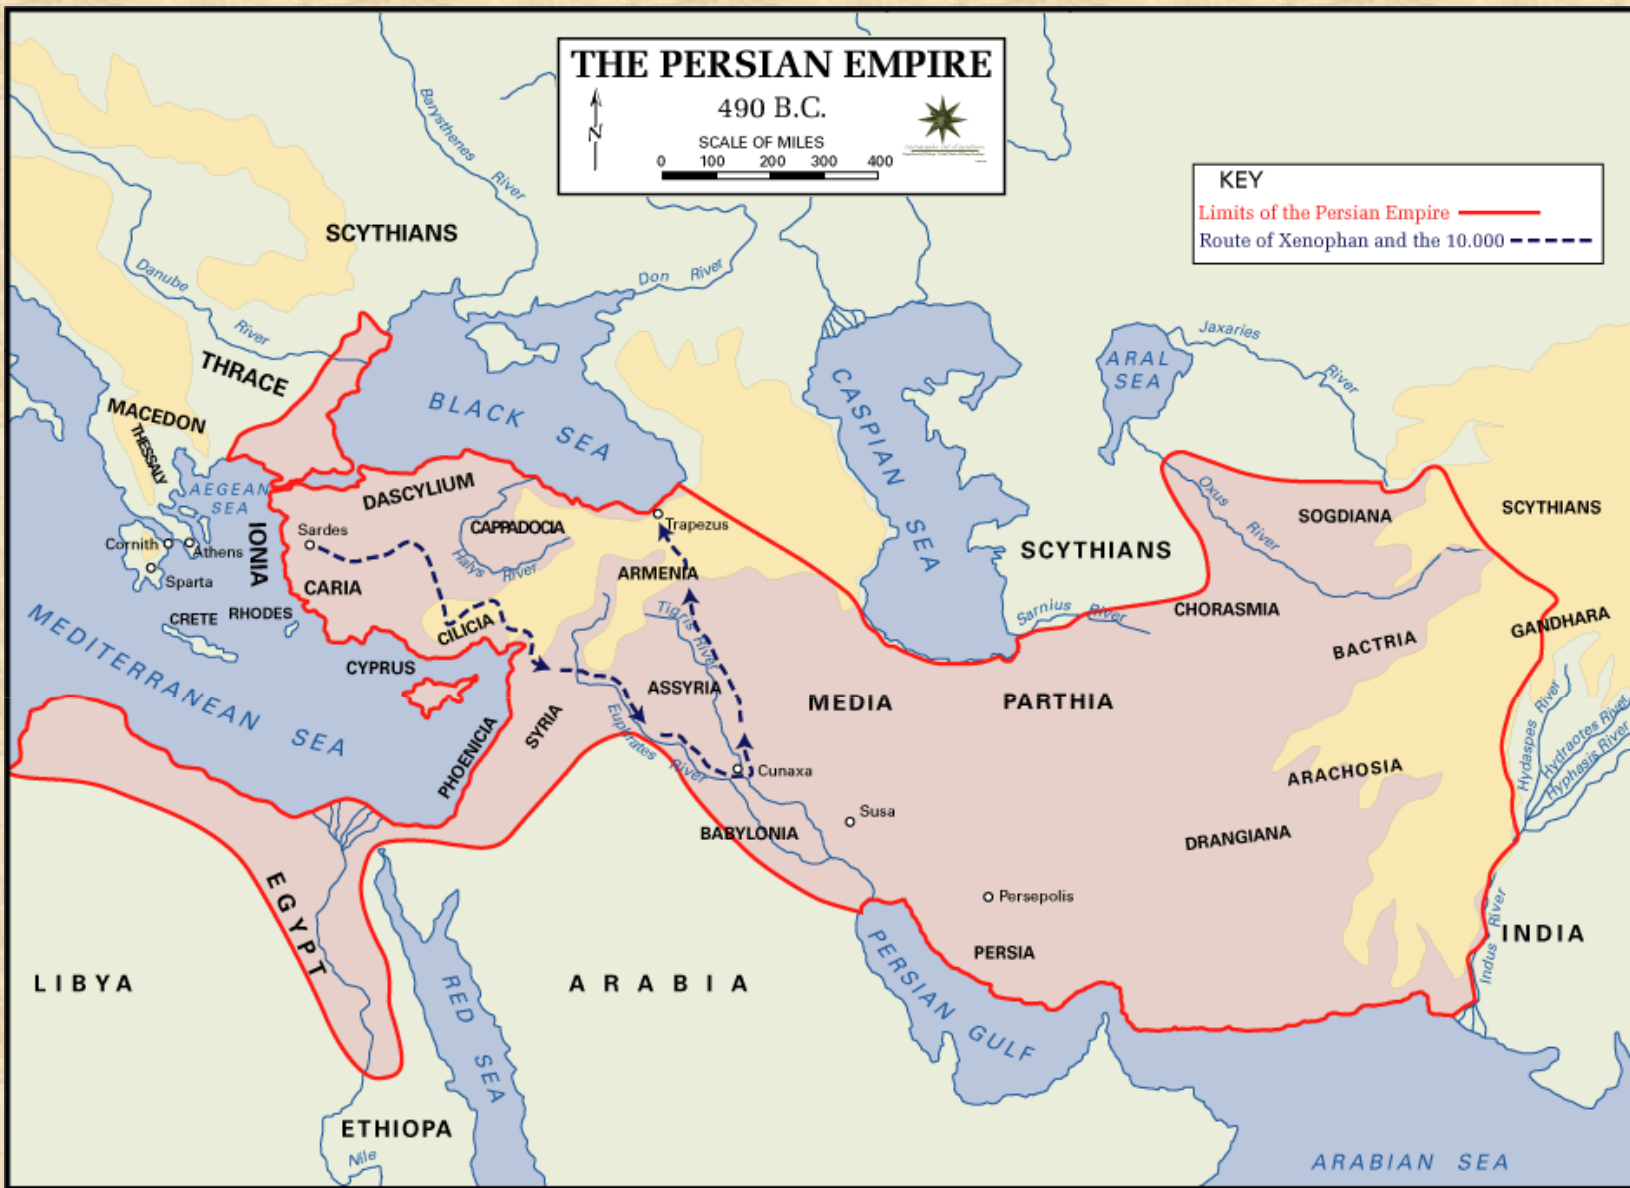 THE PERSIAN EMPIRE
490 B.C.
N
SCALE OF MILES
0 100 200 300 400
KEY
Limits of the Persian Empire
Route of Xenophan and the 10.000
Barysthenes River
SCYTHIANS
Danube River
Don River
THRACE
MACEDON
THESSALY
BLACK SEA
CASPIAN SEA
ARAL SEA
Jaxaries River
AEGEAN SEA
DASCYLIUM
IONIA
Sardes
CAPPADOCIA
Halys River
Trapezus
Cornith
Athens
Sparta
CARIA
ARMENIA
SCYTHIANS
Oxus River
SOGDIANA
SCYTHIANS
CRETE
RHODES
CILICIA
Tigris River
Sarnius River
CHORASMIA
BACTRIA
GANDHARA
MEDITERRANEAN SEA
CYPRUS
ASSYRIA
MEDIA
PARTHIA
PHOENICIA
SYRIA
Euphrates River
Cunaxa
Hydaspes River
Hydraotes River
Hyphasis River
ARACHOSIA
Susa
BABYLONIA
DRANGIANA
EGYPT
Persepolis
PERSIA
Indus River
INDIA
LIBYA
RED SEA
ARABIA
PERSIAN GULF
ETHIOPA
Nile
ARABIAN SEA